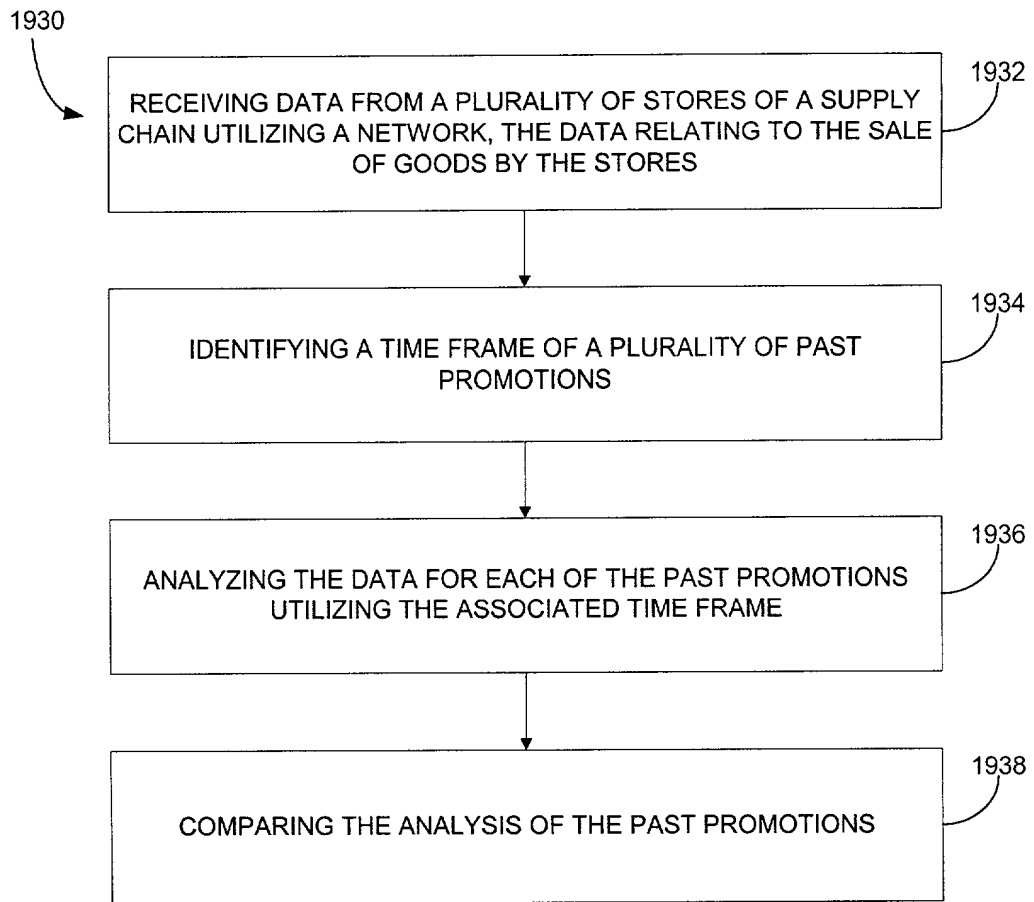 1930
1932
RECEIVING DATA FROM A PLURALITY OF STORES OF A SUPPLY
CHAIN UTILIZING A NETWORK, THE DATA RELATING TO THE SALE
OF GOODS BY THE STORES
1934
IDENTIFYING A TIME FRAME OF A PLURALITY OF PAST
PROMOTIONS
1936
ANALYZING THE DATA FOR EACH OF THE PAST PROMOTIONS
UTILIZING THE ASSOCIATED TIME FRAME
1938
COMPARING THE ANALYSIS OF THE PAST PROMOTIONS